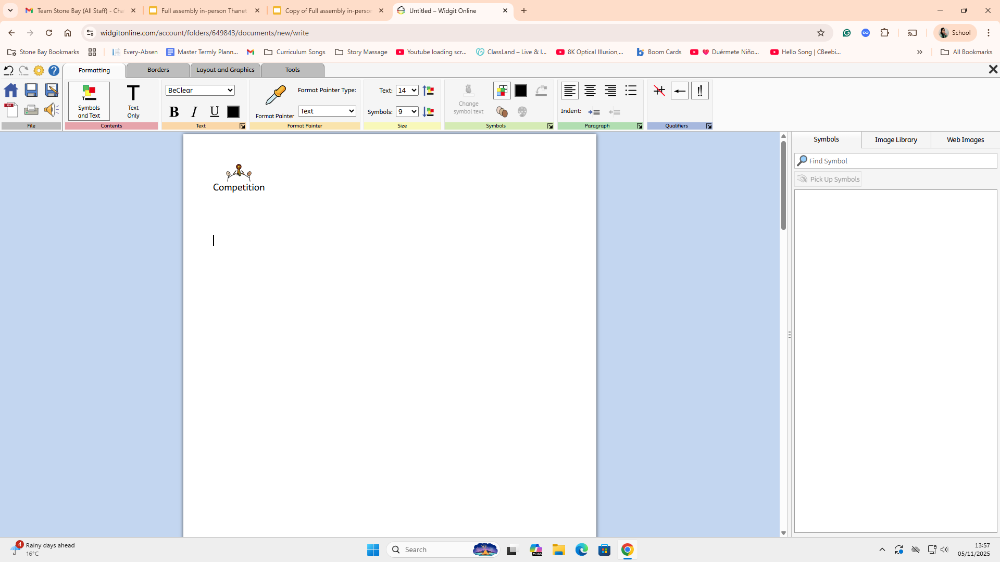 Team Stone Bay (All Staff) - Cha
Full assembly in-person Thanet
Copy of Full assembly in-person
Untitled – Widgit Online
widgitonline.com/account/folders/649843/documents/new/write
School
Stone Bay Bookmarks
Every-Absen
Master Termly Plann...
Curriculum Songs
Story Massage
Youtube loading scr...
ClassLand – Live & I...
8K Optical Illusion,...
Boom Cards
Duérmete Niño...
Hello Song | CBeebi...
All Bookmarks
Formatting
Borders
Layout and Graphics
Tools
PDF
File
Symbols and Text
T
Text Only
Contents
BeClear
B I U
Text
Format Painter
Format Painter Type:
Text
Format Painter
Text: 14
Symbols: 9
Size
Change symbol text
Symbols
Indent:
Paragraph
Qualifiers
Competition
Symbols
Image Library
Web Images
Find Symbol
Pick Up Symbols
4
Rainy days ahead
16°C
Search
M365
13:57
05/11/2025